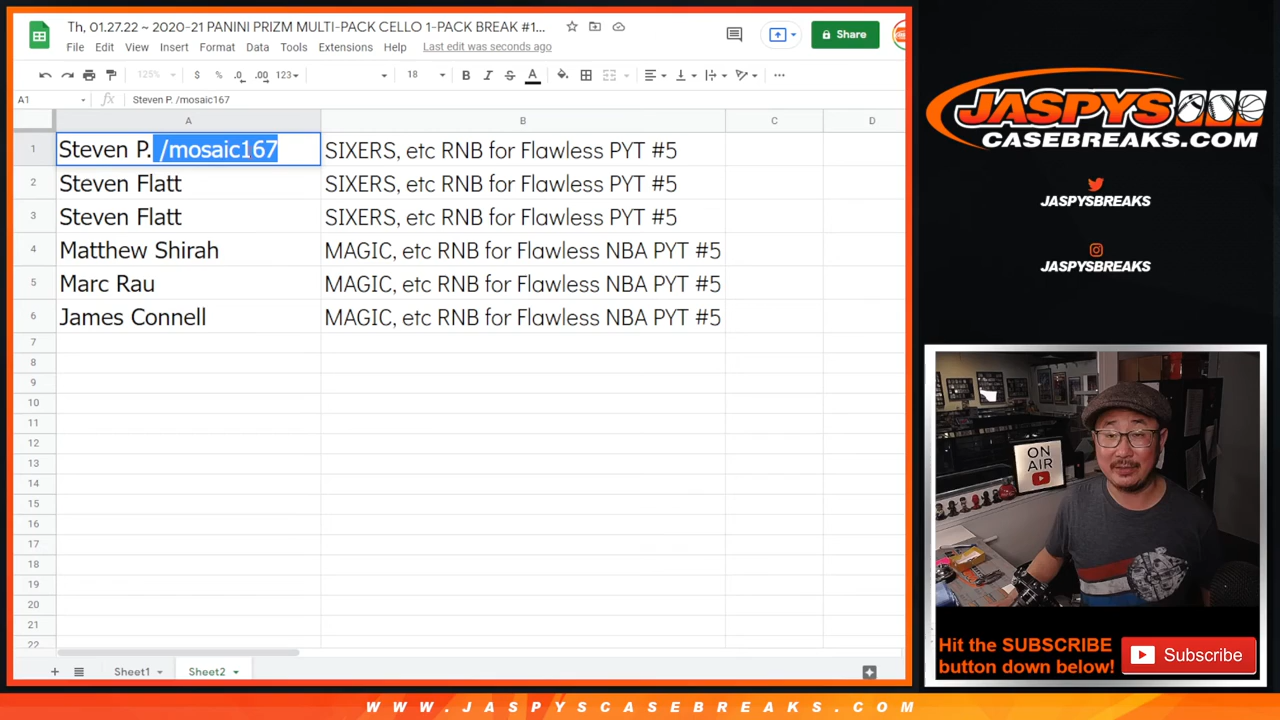 Th, 01.27.22 ~ 2020-21 PANINI PRIZM MULTI-PACK CELLO 1-PACK BREAK #1...
File Edit View Insert Format Data Tools Extensions Help Last edit was seconds ago
Share
125% $ % .0 .00 123 18 B I S A
A1 fx Steven P. /mosaic167
A B C D
1 Steven P. /mosaic167 SIXERS, etc RNB for Flawless PYT #5
2 Steven Flatt SIXERS, etc RNB for Flawless PYT #5
3 Steven Flatt SIXERS, etc RNB for Flawless PYT #5
4 Matthew Shirah MAGIC, etc RNB for Flawless NBA PYT #5
5 Marc Rau MAGIC, etc RNB for Flawless NBA PYT #5
6 James Connell MAGIC, etc RNB for Flawless NBA PYT #5
7
8
9
10
11
12
13
14
15
16
17
18
19
20
21
22
+ Sheet1 Sheet2
JASPYS
CASEBREAKS.COM
JASPYSBREAKS
JASPYSBREAKS
ON
AIR
Hit the SUBSCRIBE
button down below!
Subscribe
WWW.JASPYSCASEBREAKS.COM